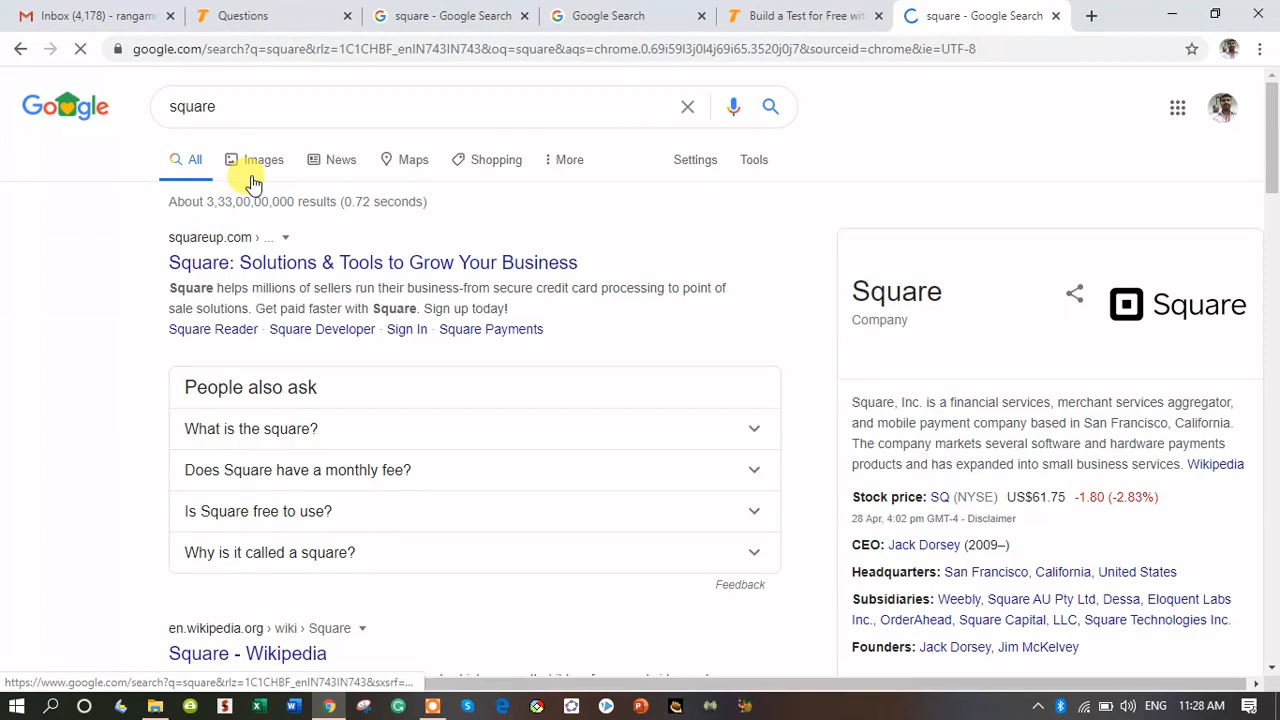 Inbox (4,178) - rangam
Questions
square - Google Search
Google Search
Build a Test for Free wit
square - Google Search
google.com/search?q=square&rlz=1C1CHBF_enIN743IN743&oq=square&aqs=chrome.0.69i59l3j0l4j69i65.3520j0j7&sourceid=chrome&ie=UTF-8
square
All
Images
News
Maps
Shopping
More
Settings
Tools
About 3,33,00,00,000 results (0.72 seconds)
squareup.com › ...
Square: Solutions & Tools to Grow Your Business
Square helps millions of sellers run their business-from secure credit card processing to point of
sale solutions. Get paid faster with Square. Sign up today!
Square Reader · Square Developer · Sign In · Square Payments
People also ask
What is the square?
Does Square have a monthly fee?
Is Square free to use?
Why is it called a square?
Feedback
en.wikipedia.org › wiki › Square
Square - Wikipedia
Square
Company
Square
Square, Inc. is a financial services, merchant services aggregator,
and mobile payment company based in San Francisco, California.
The company markets several software and hardware payments
products and has expanded into small business services. Wikipedia
Stock price: SQ (NYSE) US$61.75 -1.80 (-2.83%)
28 Apr, 4:02 pm GMT-4 - Disclaimer
CEO: Jack Dorsey (2009–)
Headquarters: San Francisco, California, United States
Subsidiaries: Weebly, Square AU Pty Ltd, Dessa, Eloquent Labs
Inc., OrderAhead, Square Capital, LLC, Square Technologies Inc.
Founders: Jack Dorsey, Jim McKelvey
https://www.google.com/search?q=square&rlz=1C1CHBF_enIN743IN743&sxsrf=...
ENG
11:28 AM